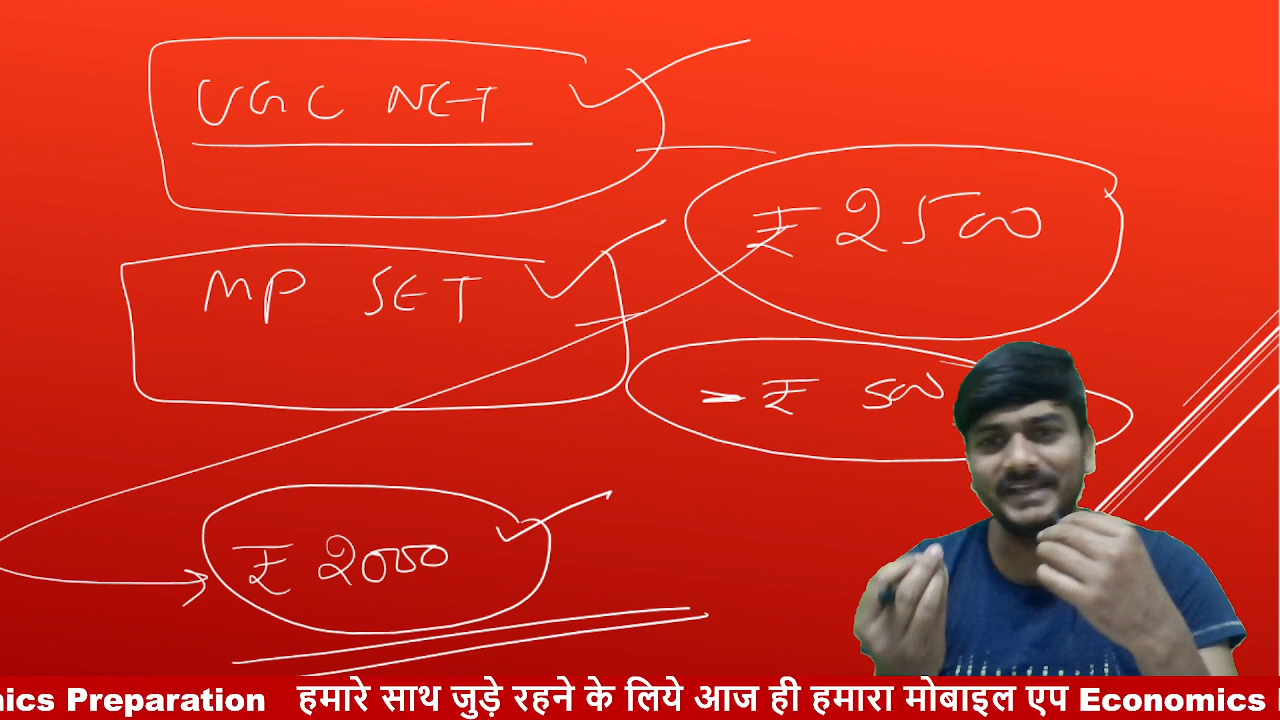 UGC NET
₹ 2500
MP SET
- ₹ 500
₹ 2000
nics Preparation हमारे साथ जुड़े रहने के लिये आज ही हमारा मोबाइल एप Economics